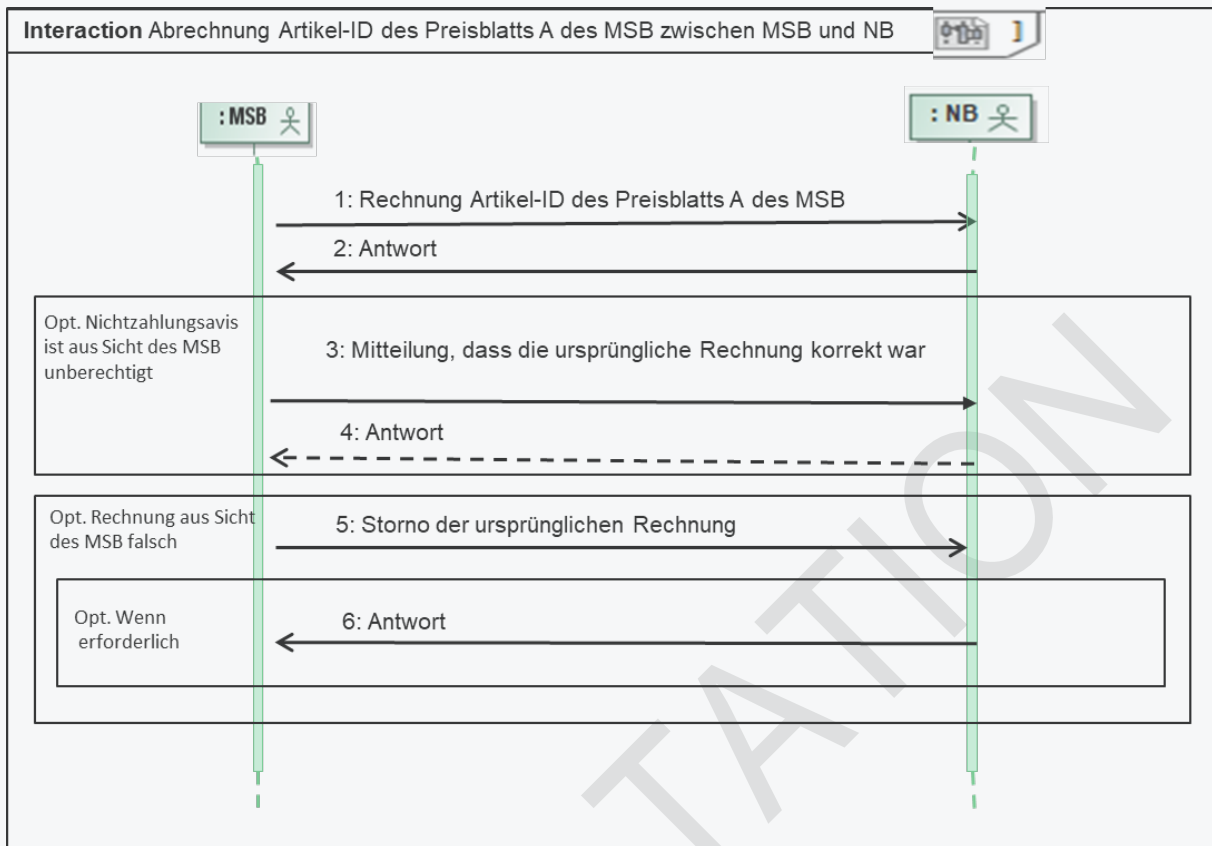 Interaction Abrechnung Artikel-ID des Preisblatts A des MSB zwischen MSB und NB
: MSB
: NB
1: Rechnung Artikel-ID des Preisblatts A des MSB
2: Antwort
Opt. Nichtzahlungsavis
ist aus Sicht des MSB
unberechtigt
3: Mitteilung, dass die ursprüngliche Rechnung korrekt war
4: Antwort
Opt. Rechnung aus Sicht
des MSB falsch
5: Storno der ursprünglichen Rechnung
Opt. Wenn
erforderlich
6: Antwort
TATION